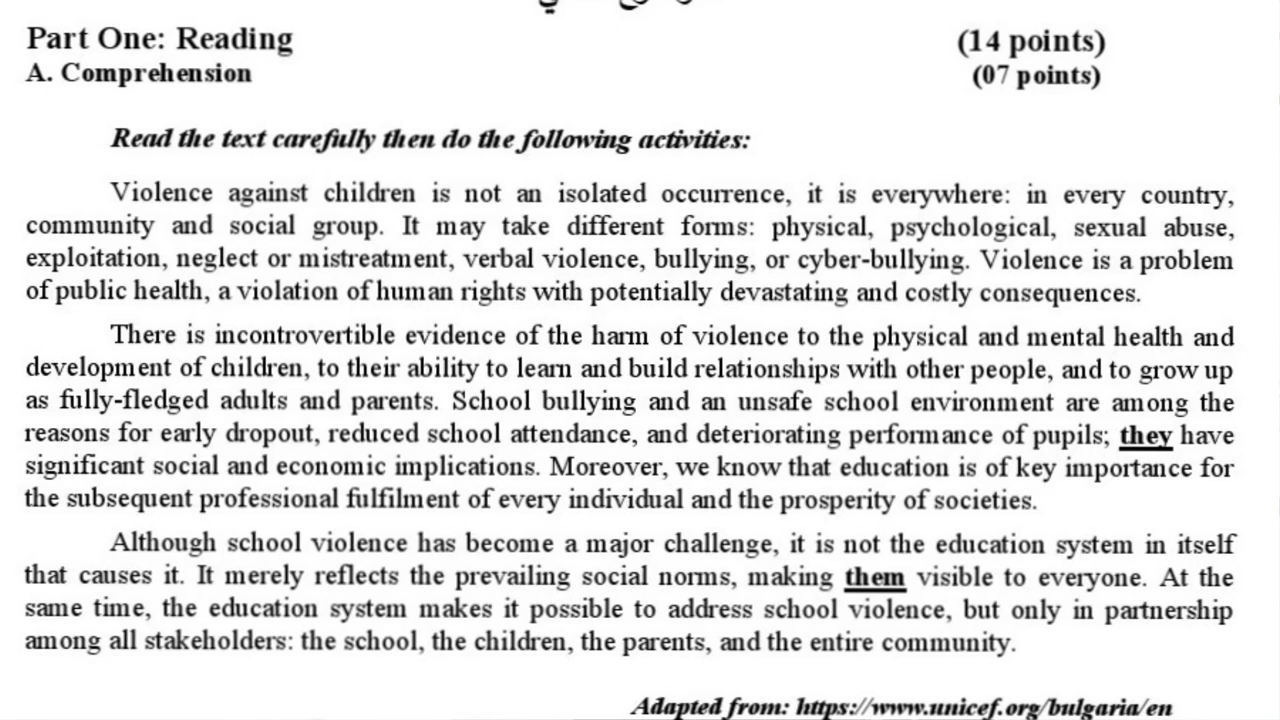 Part One: Reading (14 points)
A. Comprehension (07 points)
Read the text carefully then do the following activities:
Violence against children is not an isolated occurrence, it is everywhere: in every country,
community and social group. It may take different forms: physical, psychological, sexual abuse,
exploitation, neglect or mistreatment, verbal violence, bullying, or cyber-bullying. Violence is a problem
of public health, a violation of human rights with potentially devastating and costly consequences.
There is incontrovertible evidence of the harm of violence to the physical and mental health and
development of children, to their ability to learn and build relationships with other people, and to grow up
as fully-fledged adults and parents. School bullying and an unsafe school environment are among the
reasons for early dropout, reduced school attendance, and deteriorating performance of pupils; they have
significant social and economic implications. Moreover, we know that education is of key importance for
the subsequent professional fulfilment of every individual and the prosperity of societies.
Although school violence has become a major challenge, it is not the education system in itself
that causes it. It merely reflects the prevailing social norms, making them visible to everyone. At the
same time, the education system makes it possible to address school violence, but only in partnership
among all stakeholders: the school, the children, the parents, and the entire community.
Adapted from: https://www.unicef.org/bulgaria/en